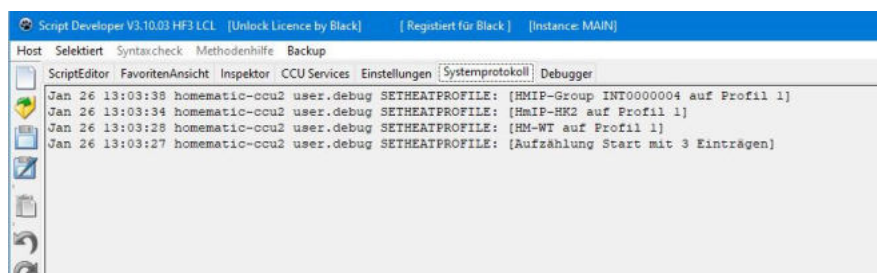 Script Developer V3.10.03 HF3 LCL [Unlock Licence by Black] [ Registiert für Black ] [Instance: MAIN]
Host Selektiert Syntaxcheck Methodenhilfe Backup
ScriptEditor FavoritenAnsicht Inspektor CCU Services Einstellungen Systemprotokoll Debugger
Jan 26 13:03:38 homematic-ccu2 user.debug SETHEATPROFILE: [HMIP-Group INT0000004 auf Profil 1]
Jan 26 13:03:34 homematic-ccu2 user.debug SETHEATPROFILE: [HmIP-HK2 auf Profil 1]
Jan 26 13:03:28 homematic-ccu2 user.debug SETHEATPROFILE: [HM-WT auf Profil 1]
Jan 26 13:03:27 homematic-ccu2 user.debug SETHEATPROFILE: [Aufzählung Start mit 3 Einträgen]